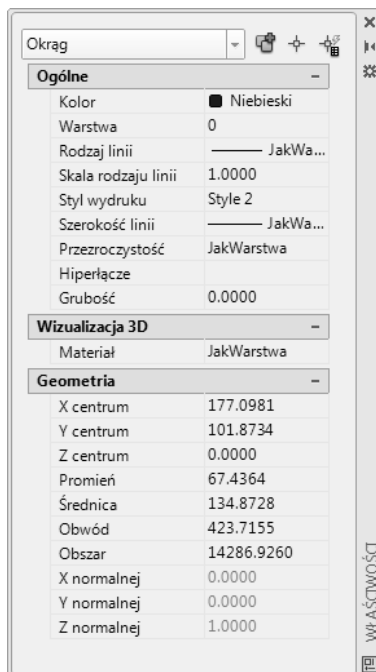 Okrąg
Ogólne
Kolor Niebieski
Warstwa 0
Rodzaj linii JakWa...
Skala rodzaju linii 1.0000
Styl wydruku Style 2
Szerokość linii JakWa...
Przezroczystość JakWarstwa
Hiperłącze
Grubość 0.0000
Wizualizacja 3D
Materiał JakWarstwa
Geometria
X centrum 177.0981
Y centrum 101.8734
Z centrum 0.0000
Promień 67.4364
Średnica 134.8728
Obwód 423.7155
Obszar 14286.9260
X normalnej 0.0000
Y normalnej 0.0000
Z normalnej 1.0000
WŁAŚCIWOŚCI